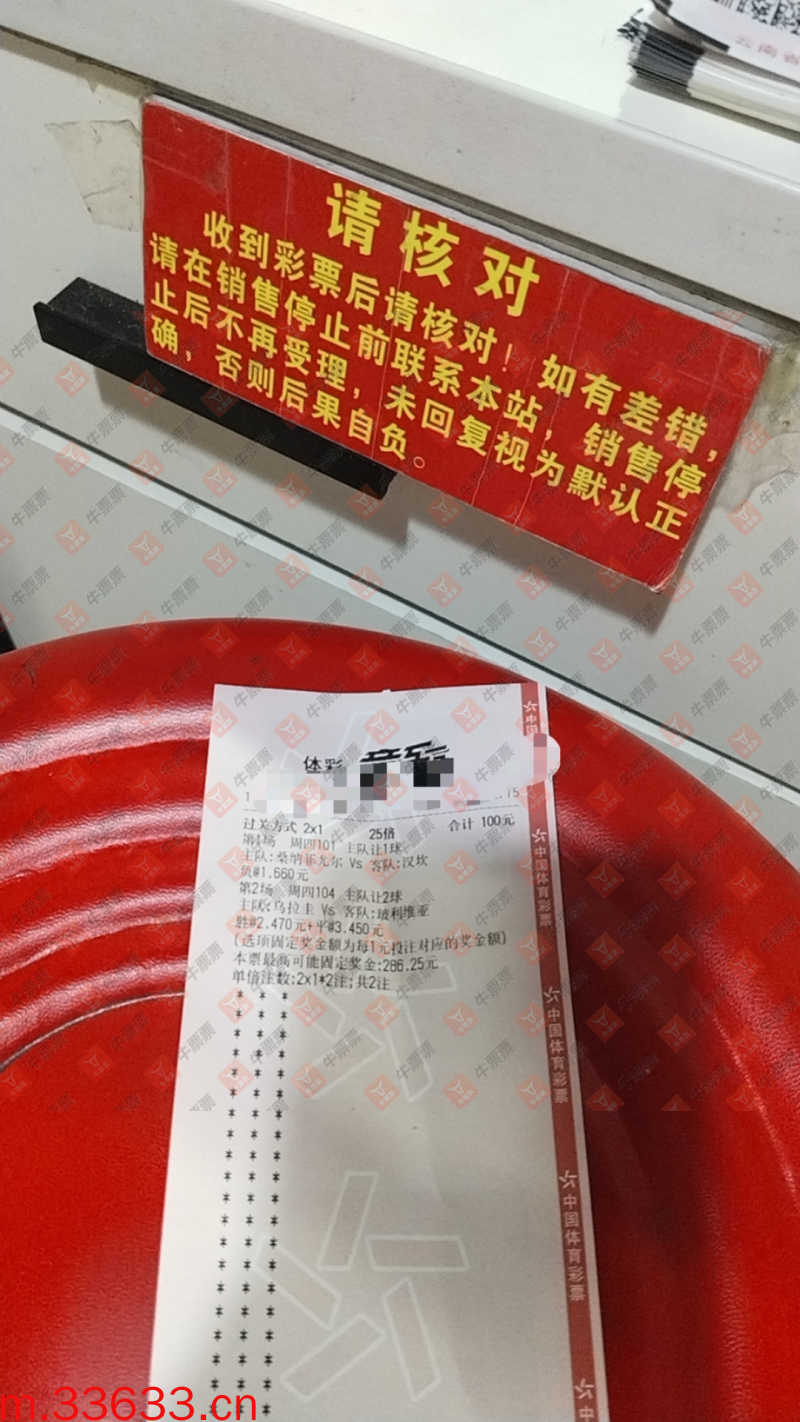 云南省
请核对
收到彩票后请核对！如有差错，
请在销售停止前联系本站，销售停
止后不再受理，未回复视为默认正
确，否则后果自负。
中国
体彩
过关方式 2x1 25倍 合计 100元
第1场 周四101 主队让1球
主队:桑纳菲尤尔 Vs 客队:汉坎
负@1.660元
第2场 周四104 主队让2球
主队:乌拉圭 Vs 客队:玻利维亚
胜@2.470元+平@3.450元
(选项固定奖金额为每1元投注对应的奖金额)
本票最高可能固定奖金:286.25元
单倍注数:2x1*2注;共2注
中国体育彩票
中国体育彩票
中国体育彩票
中
牛票票
m.33633.cn